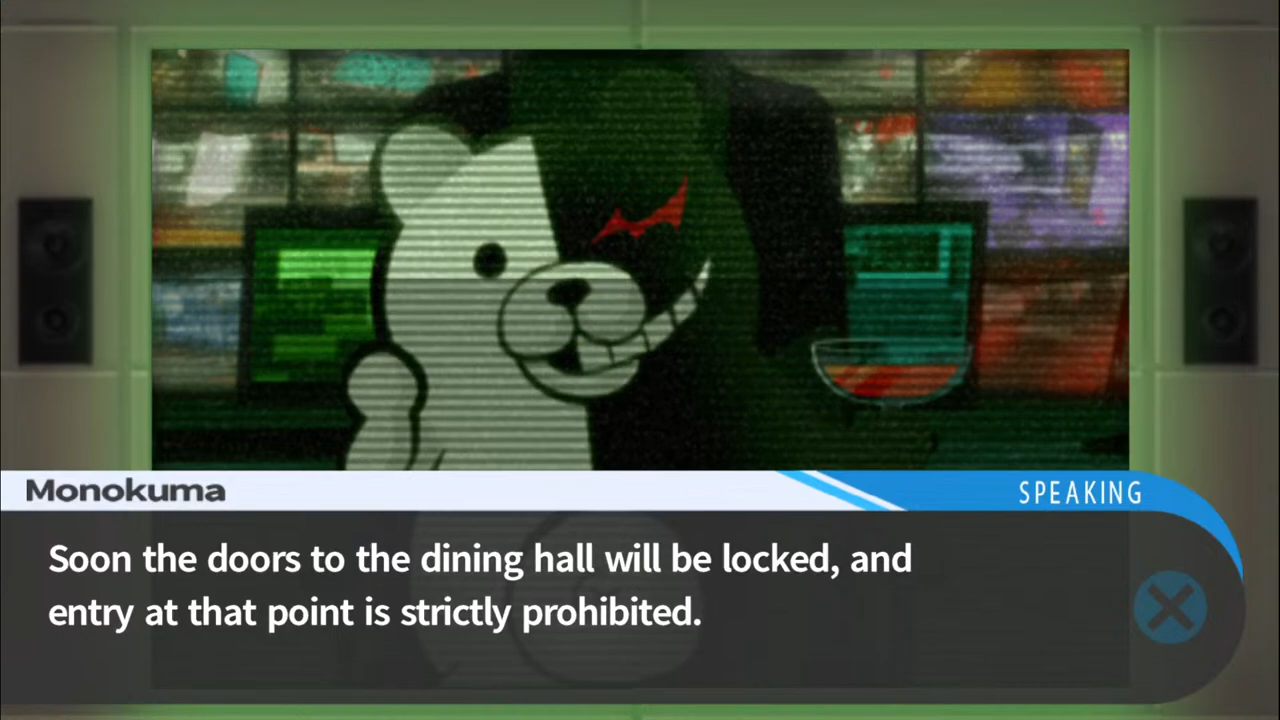 Monokuma
SPEAKING
Soon the doors to the dining hall will be locked, and
entry at that point is strictly prohibited.